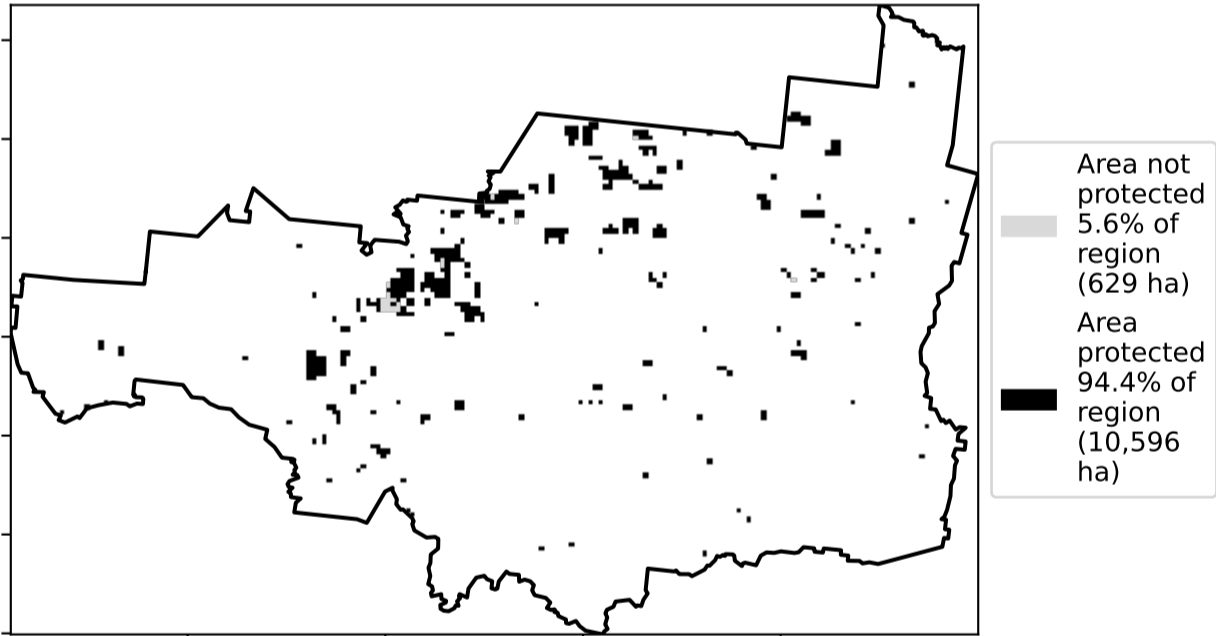 Area not
protected
5.6% of
region
(629 ha)
Area
protected
94.4% of
region
(10,596
ha)